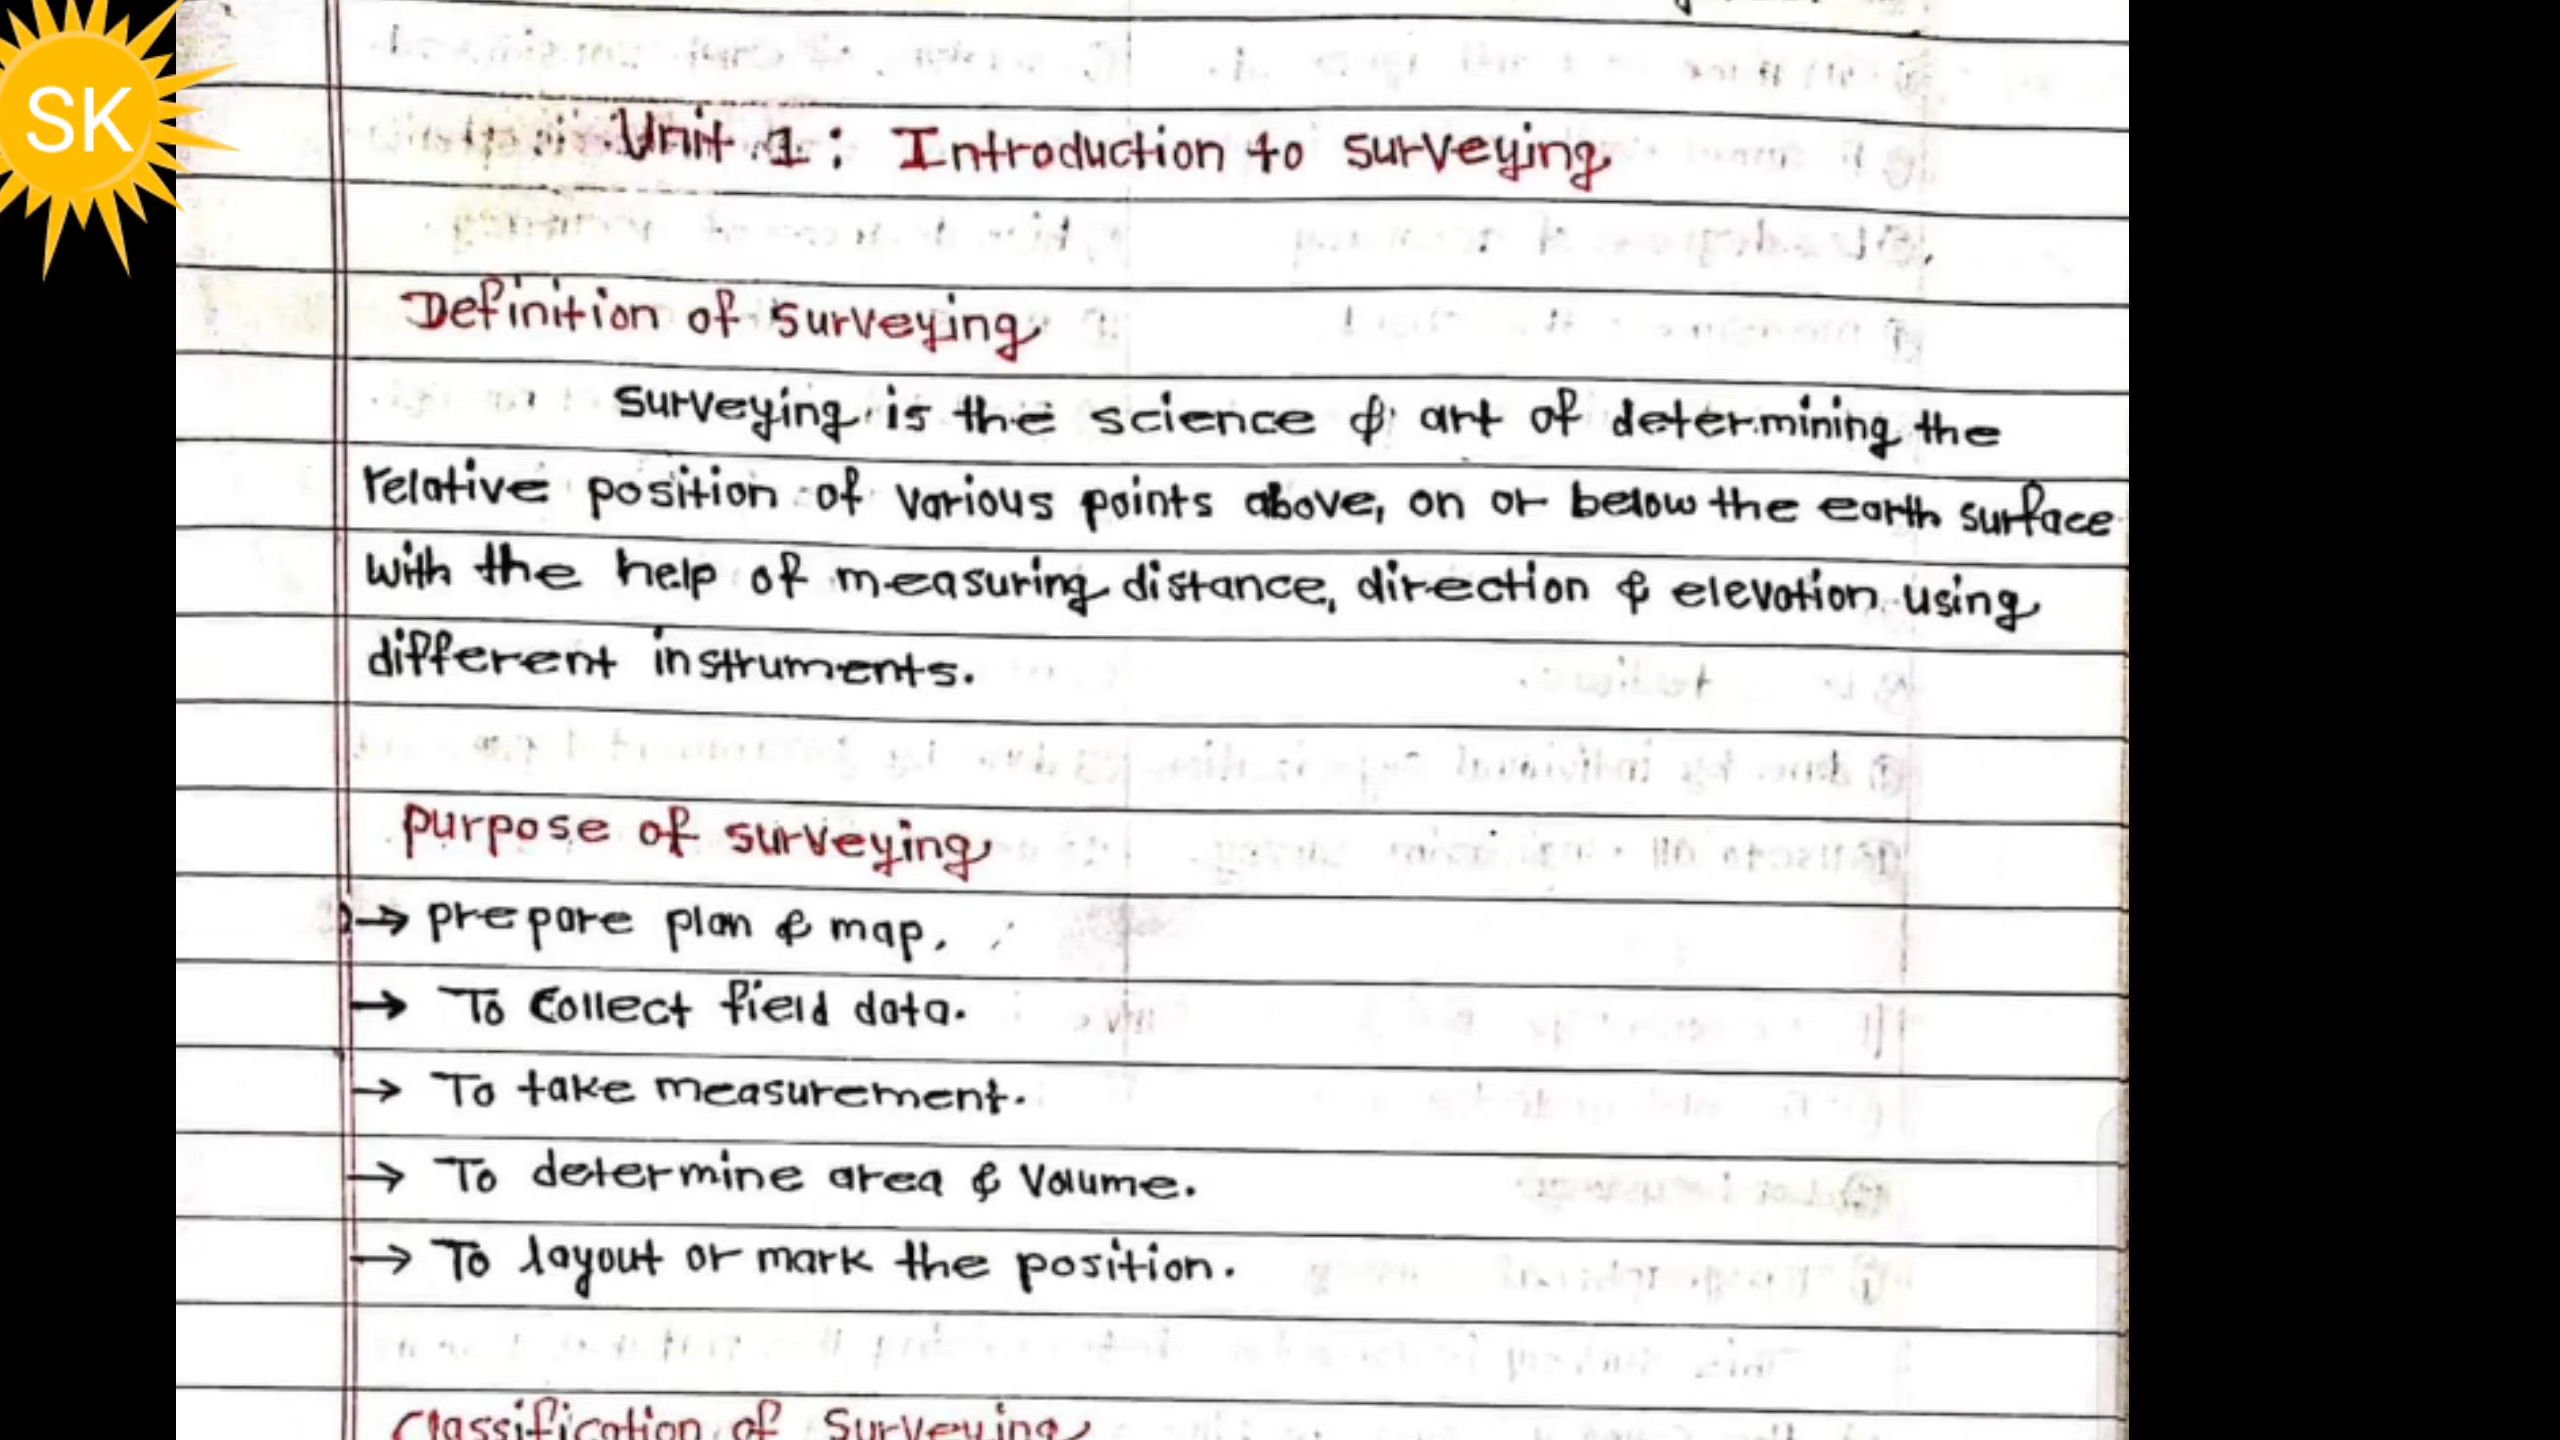 SK
Unit 1: Introduction to surveying
Definition of surveying
surveying is the science & art of determining the
relative position of various points above, on or below the earth surface
with the help of measuring distance, direction & elevation using
different instruments.
purpose of surveying
→ prepare plan & map.
→ To collect field data.
→ To take measurement.
→ To determine area & volume.
→ To layout or mark the position.
Classification of surveying